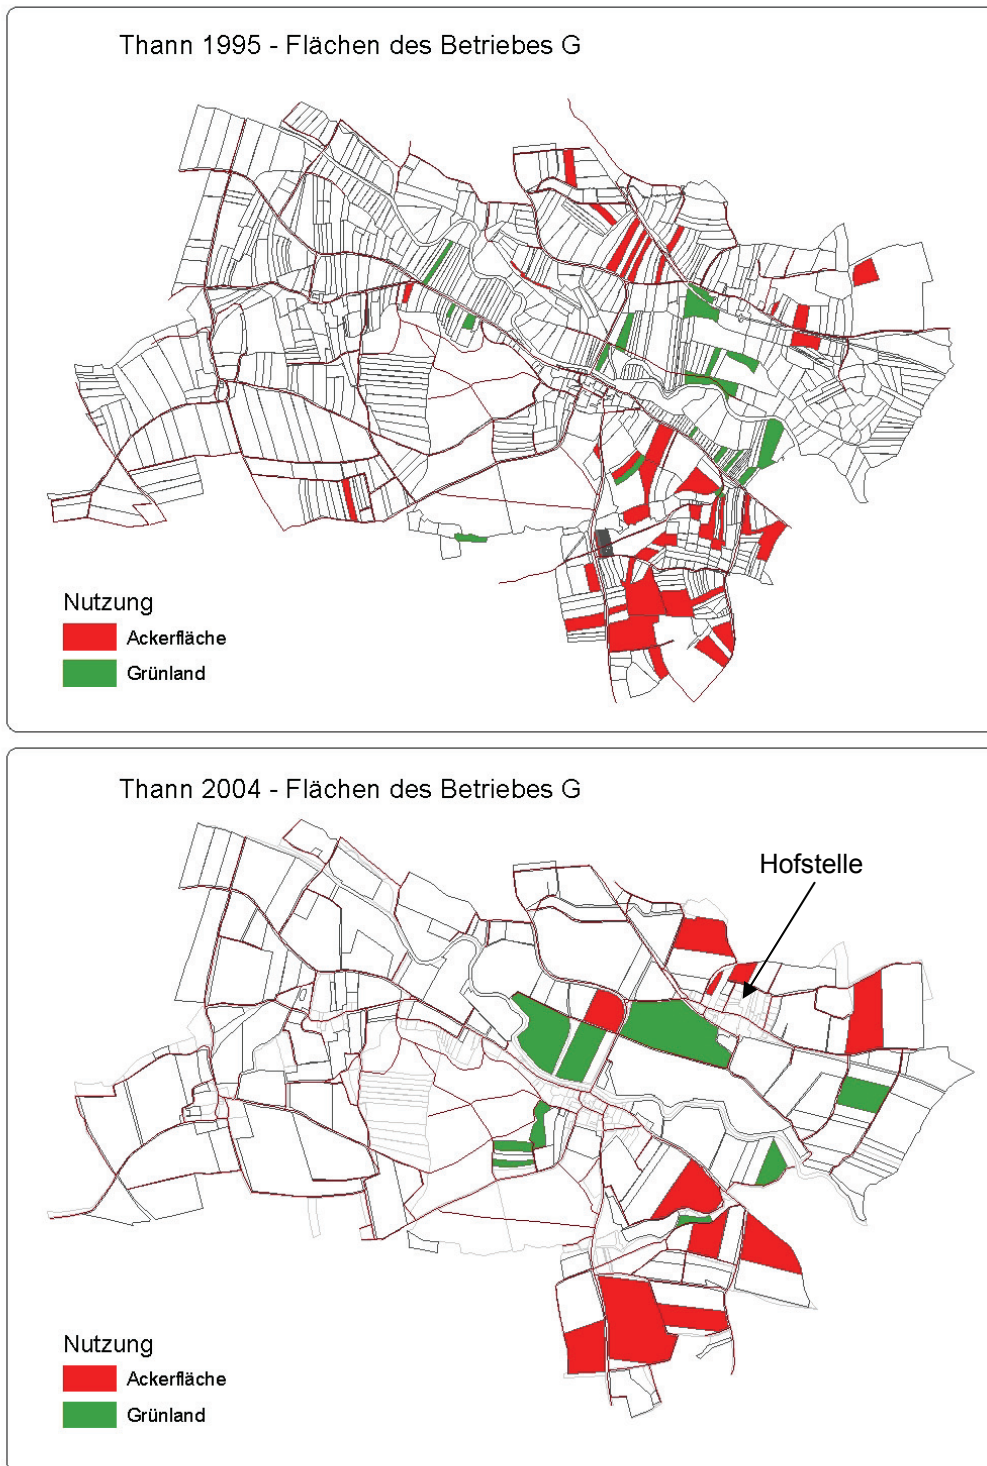 Thann 1995 - Flächen des Betriebes G
Nutzung
Ackerfläche
Grünland
Thann 2004 - Flächen des Betriebes G
Hofstelle
Nutzung
Ackerfläche
Grünland